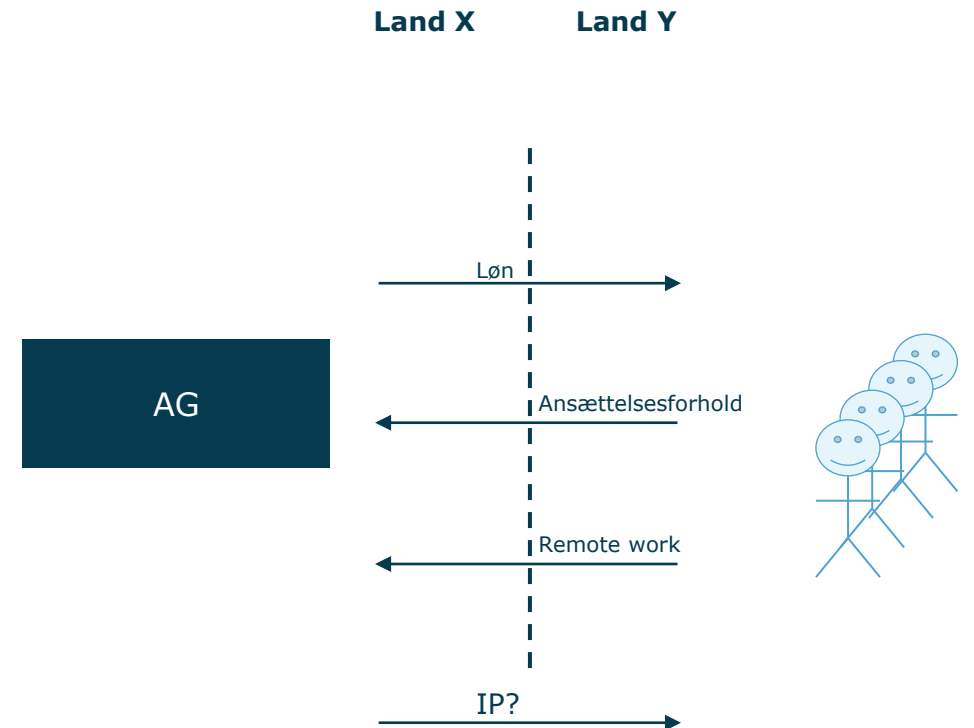 Land X
Land Y
Løn
AG
Ansættelsesforhold
Remote work
IP?